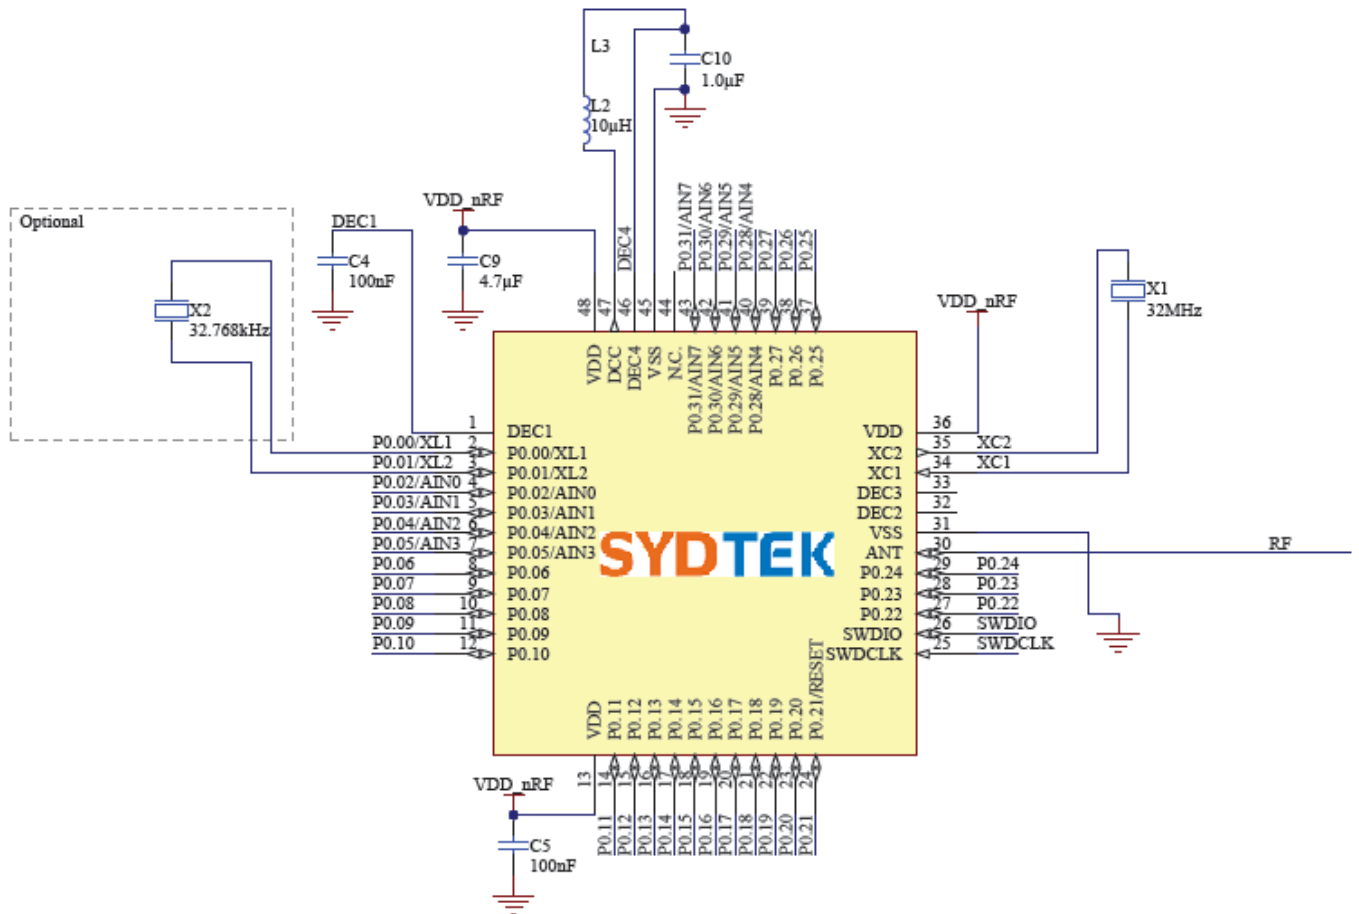 L3
C10
1.0µF
L2
10µH
Optional
X2
32.768kHz
DEC1
C4
100nF
VDD_nRF
C9
4.7µF
DEC4
P0.31/AIN7
P0.30/AIN6
P0.29/AIN5
P0.28/AIN4
P0.27
P0.26
P0.25
48
47
46
45
44
43
42
41
40
39
38
37
VDD
DCC
DEC4
VSS
N.C.
P0.31/AIN7
P0.30/AIN6
P0.29/AIN5
P0.28/AIN4
P0.27
P0.26
P0.25
VDD_nRF
X1
32MHz
1 DEC1
P0.00/XL1 2 P0.00/XL1
P0.01/XL2 3 P0.01/XL2
P0.02/AIN0 4 P0.02/AIN0
P0.03/AIN1 5 P0.03/AIN1
P0.04/AIN2 6 P0.04/AIN2
P0.05/AIN3 7 P0.05/AIN3
P0.06 8 P0.06
P0.07 9 P0.07
P0.08 10 P0.08
P0.09 11 P0.09
P0.10 12 P0.10
SYDTEK
VDD 36
XC2 35 XC2
XC1 34 XC1
DEC3 33
DEC2 32
VSS 31
ANT 30 RF
P0.24 29 P0.24
P0.23 28 P0.23
P0.22 27 P0.22
SWDIO 26 SWDIO
SWDCLK 25 SWDCLK
VDD
P0.11
P0.12
P0.13
P0.14
P0.15
P0.16
P0.17
P0.18
P0.19
P0.20
P0.21/RESET
13
14
15
16
17
18
19
20
21
22
23
24
P0.11
P0.12
P0.13
P0.14
P0.15
P0.16
P0.17
P0.18
P0.19
P0.20
P0.21
VDD_nRF
C5
100nF